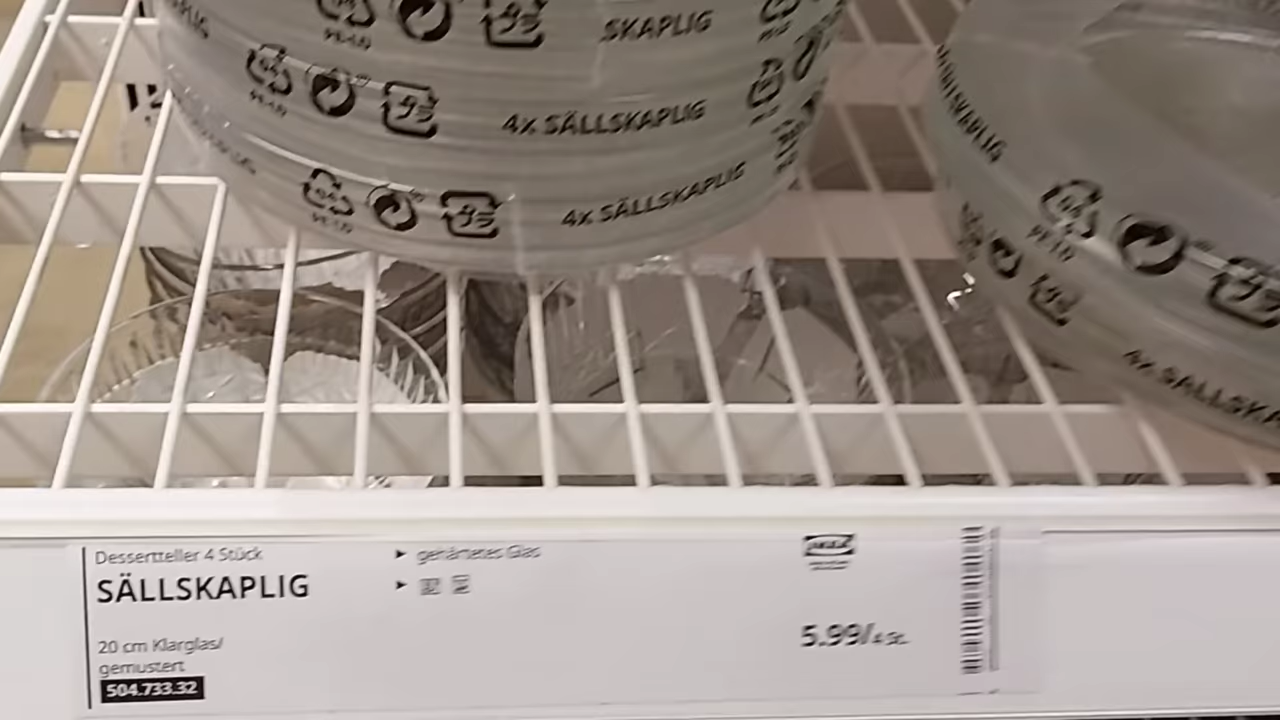 SKAPLIG
4x SÄLLSKAPLIG
4x SÄLLSKAPLIG
4x SÄLLSKAPLIG
Dessertteller 4 Stück
SÄLLSKAPLIG
20 cm Klarglas/
gemustert
504.733.32
gehärtetes Glas
IKEA
5.99/4 St.